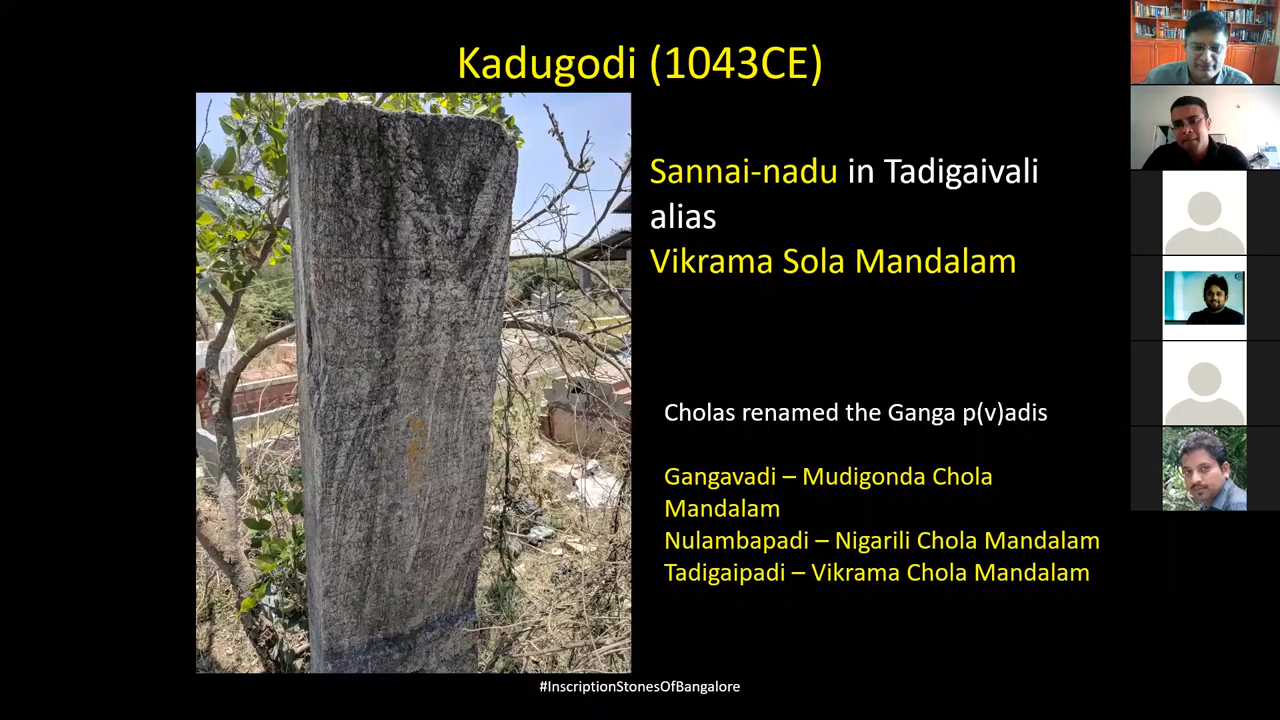 Kadugodi (1043CE)
Sannai-nadu in Tadigaivali
alias
Vikrama Sola Mandalam
Cholas renamed the Ganga p(v)adis
Gangavadi – Mudigonda Chola
Mandalam
Nulambapadi – Nigarili Chola Mandalam
Tadigaipadi – Vikrama Chola Mandalam
#InscriptionStonesOfBangalore